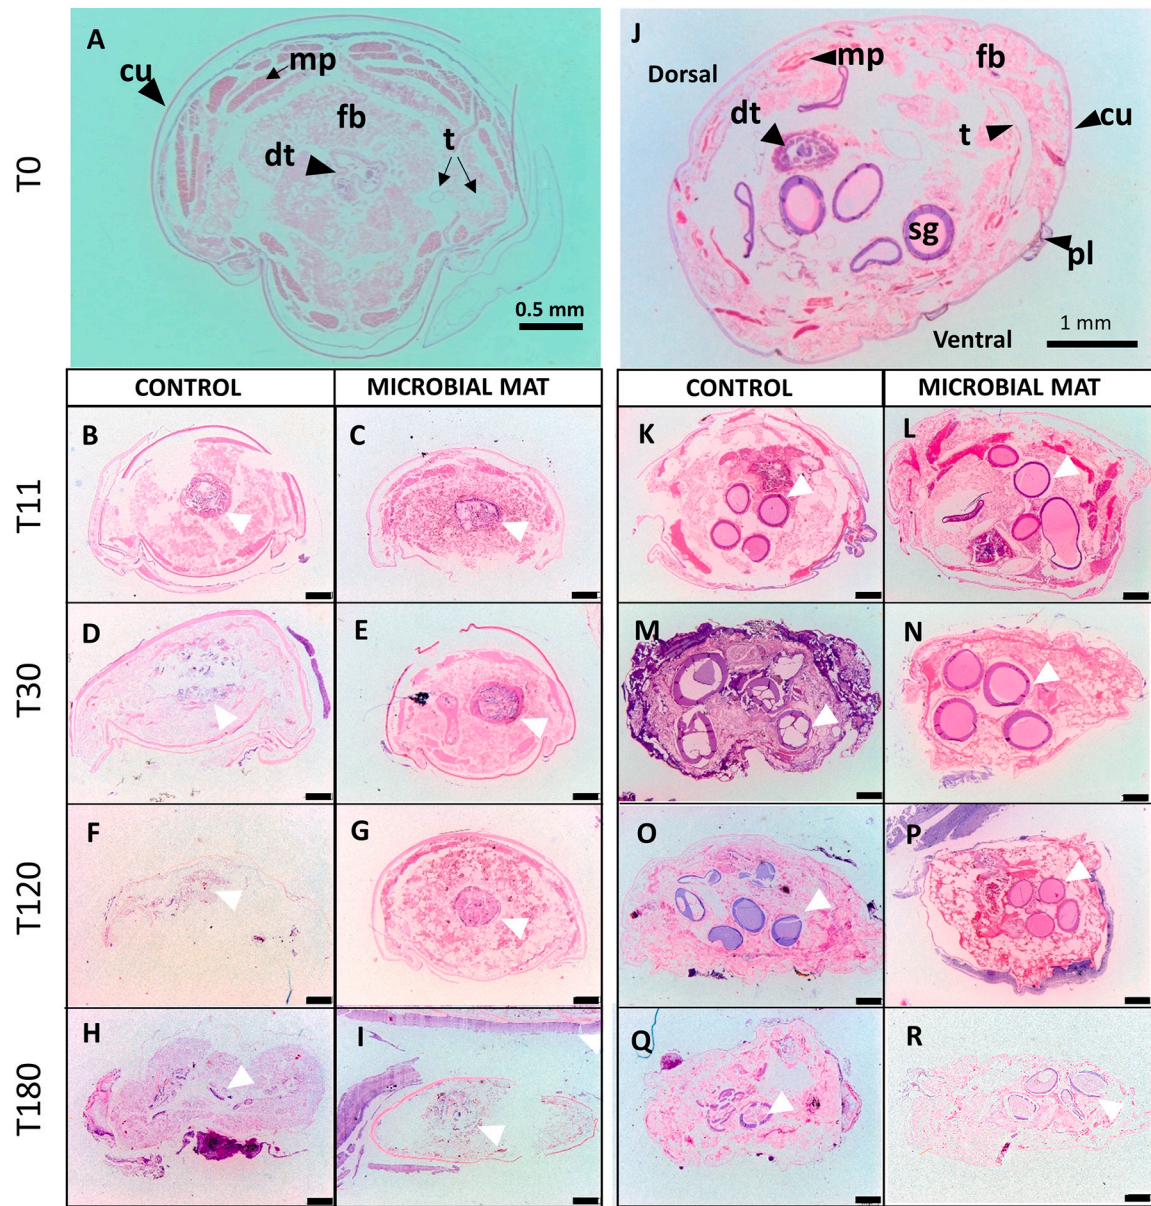 T0
A
cu
mp
fb
dt
t
0.5 mm
J
Dorsal
mp
fb
dt
t
cu
sg
pl
Ventral
1 mm
CONTROL
MICROBIAL MAT
CONTROL
MICROBIAL MAT
T11
B
C
K
L
T30
D
E
M
N
T120
F
G
O
P
T180
H
I
Q
R